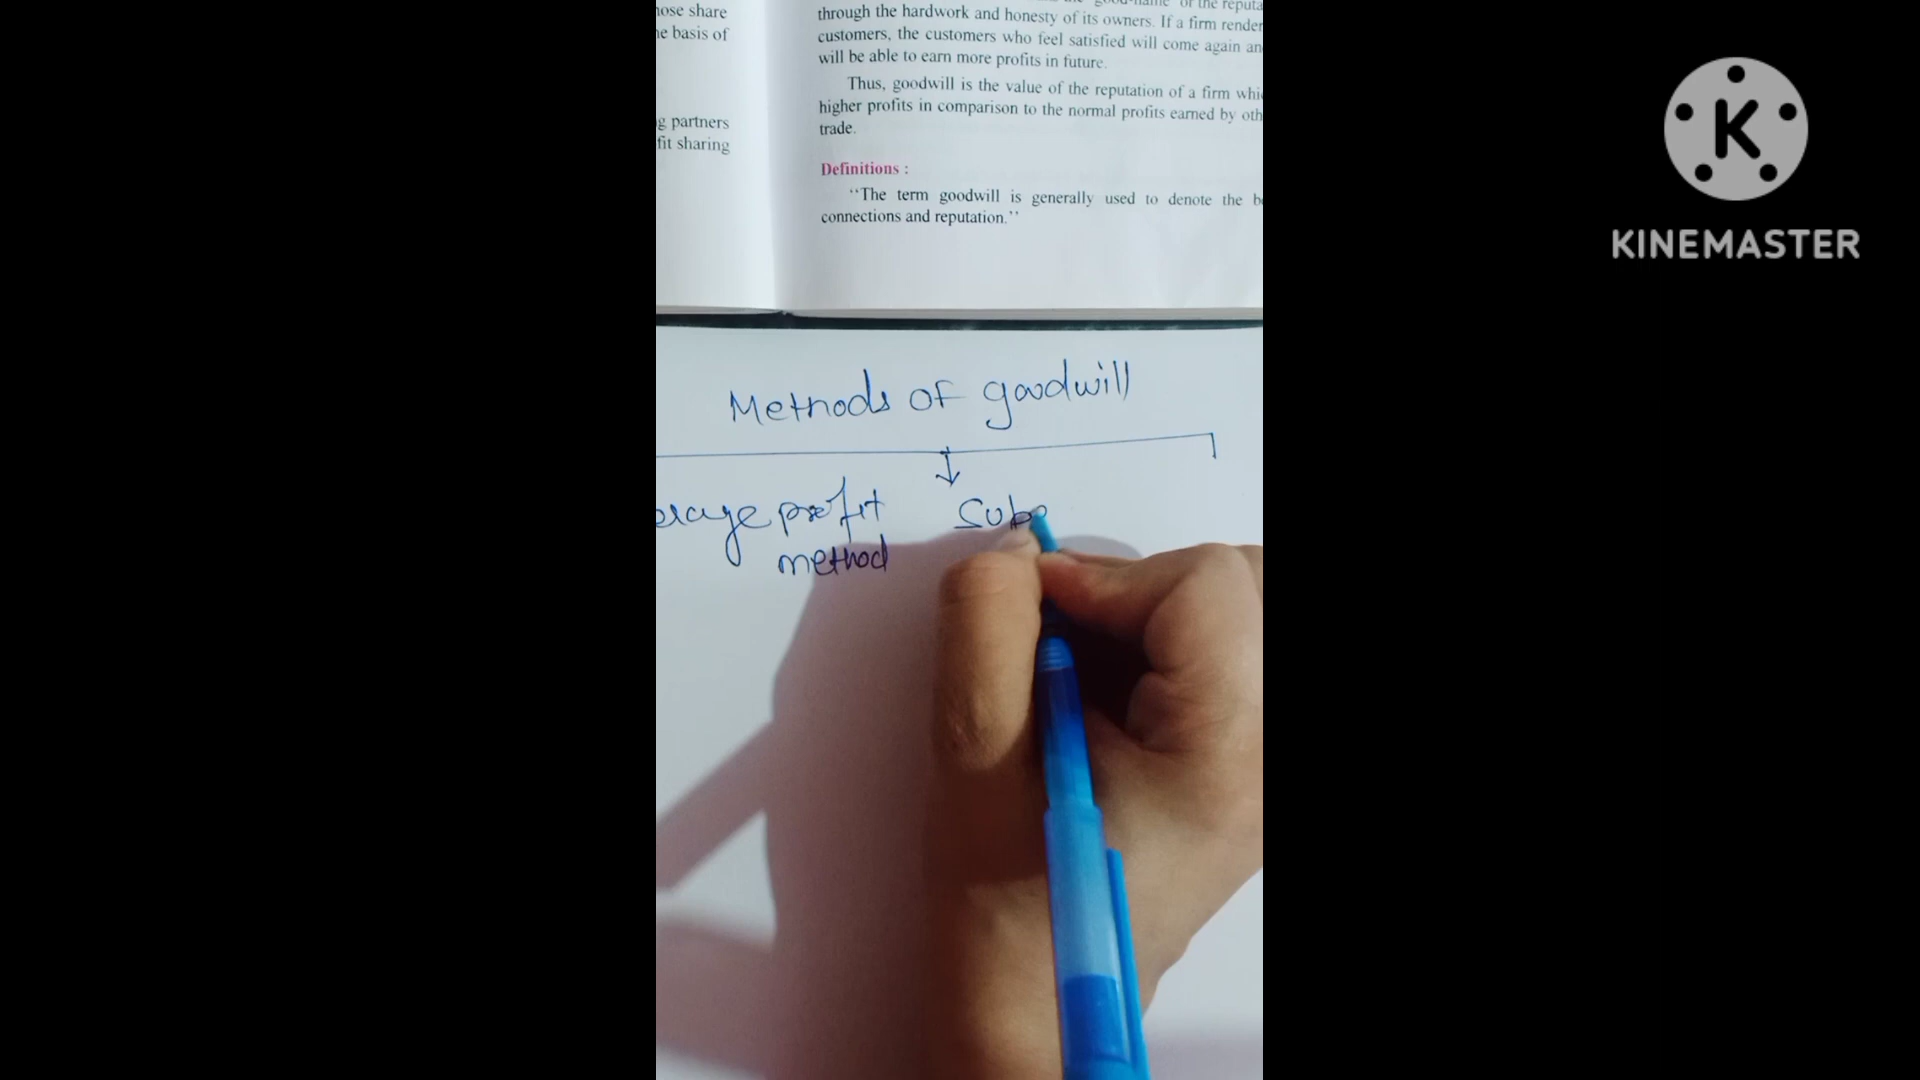 nose share
ne basis of
g partners
fit sharing
through the hardwork and honesty of its owners. If a firm render
customers, the customers who feel satisfied will come again an
will be able to earn more profits in future.
Thus, goodwill is the value of the reputation of a firm whi
higher profits in comparison to the normal profits earned by oth
trade.
Definitions :
"The term goodwill is generally used to denote the be
connections and reputation."
Methods of goodwill
erage profit
method
Sup
K
KINEMASTER